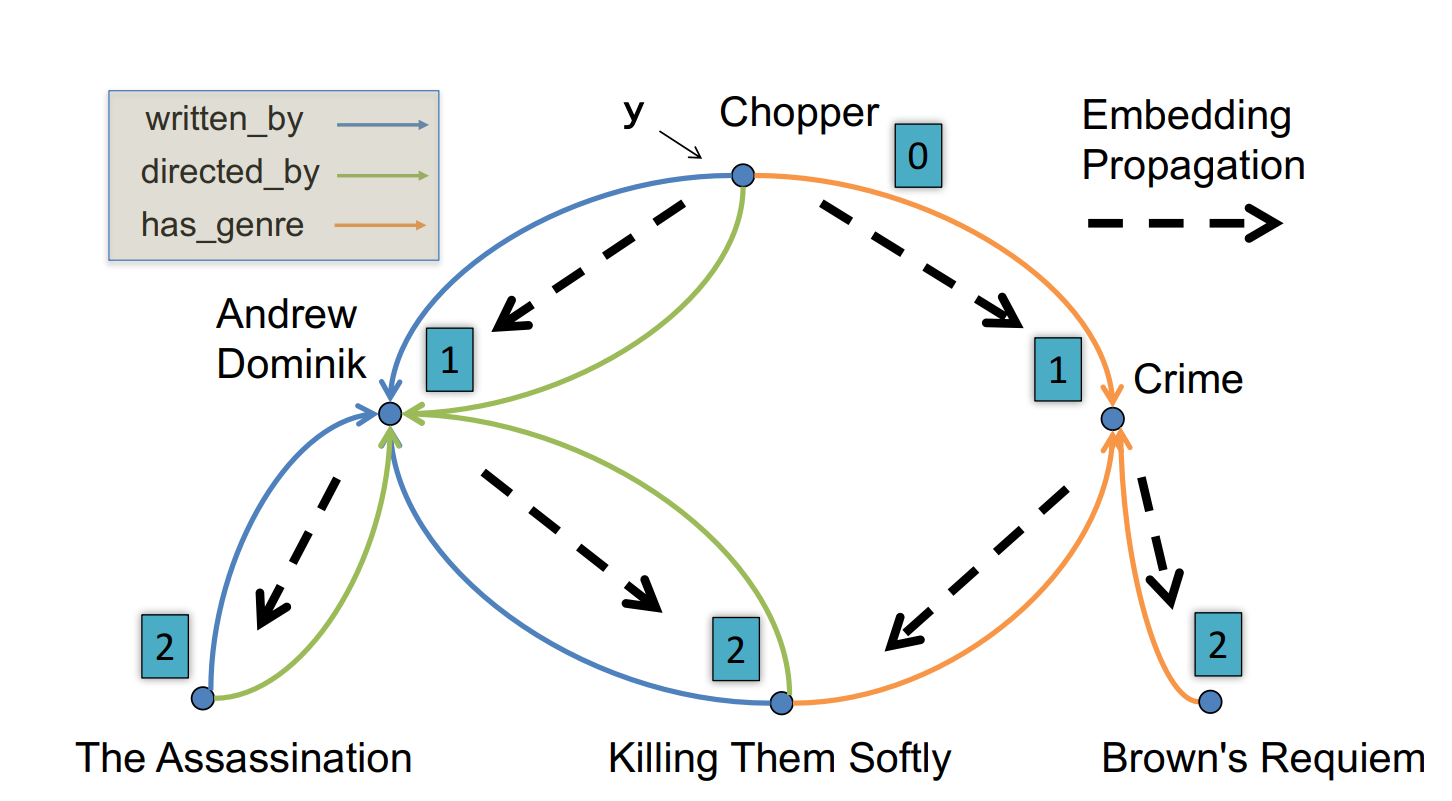 written_by
directed_by
has_genre
y
Chopper
0
Embedding
Propagation
Andrew
Dominik
1
1
Crime
2
2
2
The Assassination
Killing Them Softly
Brown's Requiem